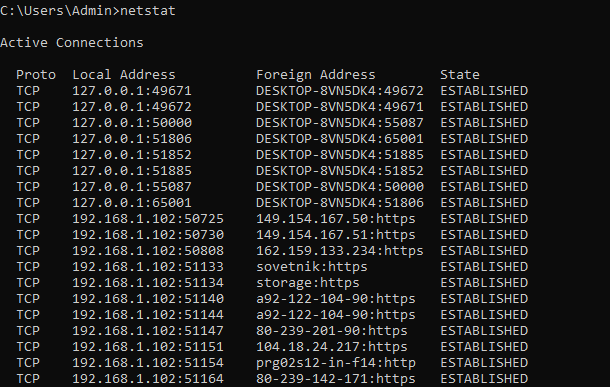 C:\Users\Admin>netstat
Active Connections
Proto  Local Address          Foreign Address        State
TCP    127.0.0.1:49671        DESKTOP-8VN5DK4:49672  ESTABLISHED
TCP    127.0.0.1:49672        DESKTOP-8VN5DK4:49671  ESTABLISHED
TCP    127.0.0.1:50000        DESKTOP-8VN5DK4:55087  ESTABLISHED
TCP    127.0.0.1:51806        DESKTOP-8VN5DK4:65001  ESTABLISHED
TCP    127.0.0.1:51852        DESKTOP-8VN5DK4:51885  ESTABLISHED
TCP    127.0.0.1:51885        DESKTOP-8VN5DK4:51852  ESTABLISHED
TCP    127.0.0.1:55087        DESKTOP-8VN5DK4:50000  ESTABLISHED
TCP    127.0.0.1:65001        DESKTOP-8VN5DK4:51806  ESTABLISHED
TCP    192.168.1.102:50725    149.154.167.50:https   ESTABLISHED
TCP    192.168.1.102:50730    149.154.167.51:https   ESTABLISHED
TCP    192.168.1.102:50808    162.159.133.234:https  ESTABLISHED
TCP    192.168.1.102:51133    sovetnik:https         ESTABLISHED
TCP    192.168.1.102:51134    storage:https          ESTABLISHED
TCP    192.168.1.102:51140    a92-122-104-90:https   ESTABLISHED
TCP    192.168.1.102:51144    a92-122-104-90:https   ESTABLISHED
TCP    192.168.1.102:51147    80-239-201-90:https    ESTABLISHED
TCP    192.168.1.102:51151    104.18.24.217:https    ESTABLISHED
TCP    192.168.1.102:51154    prg02s12-in-f14:http   ESTABLISHED
TCP    192.168.1.102:51164    80-239-142-171:https   ESTABLISHED